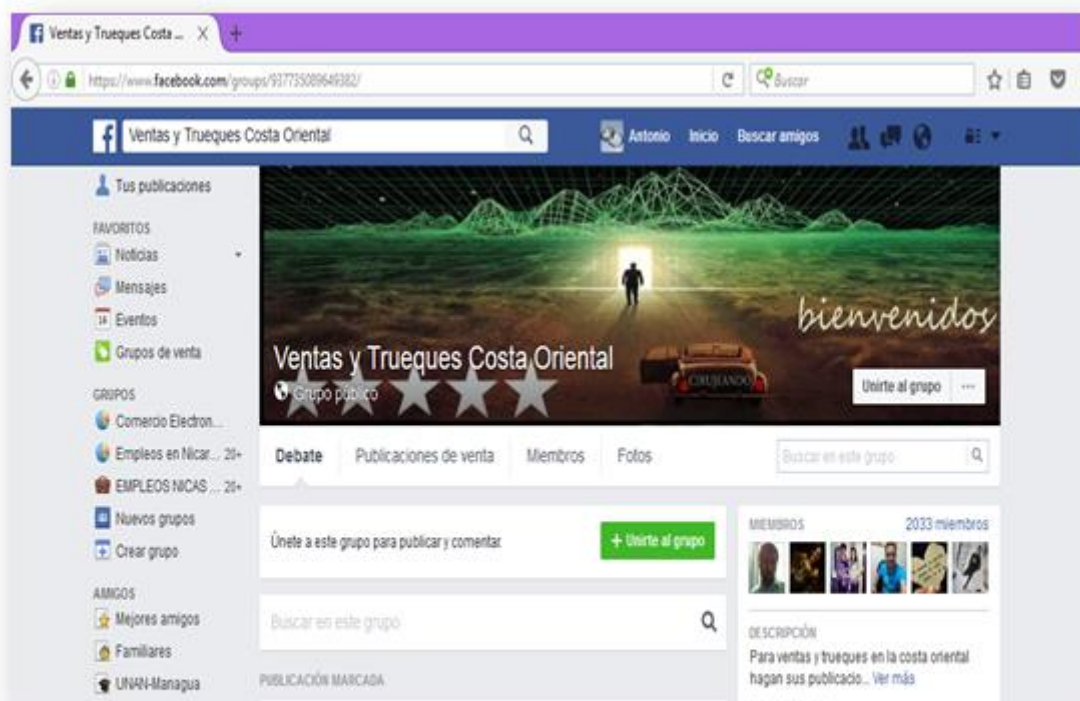 Ventas y Trueques Costa ...
https://www.facebook.com/groups/937735089649382/
Buscar
Ventas y Trueques Costa Oriental
Antonio Inicio Buscar amigos
Tus publicaciones
FAVORITOS
Noticias
Mensajes
14 Eventos
Grupos de venta
GRUPOS
Comercio Electron...
Empleos en Nicar... 20+
EMPLEOS NICAS ... 20+
Nuevos grupos
Crear grupo
AMIGOS
Mejores amigos
Familiares
UNAN-Managua
bienvenidos
Ventas y Trueques Costa Oriental
Grupo público
CIRUJEANDO
Unirte al grupo ...
Debate Publicaciones de venta Miembros Fotos
Buscar en este grupo
Únete a este grupo para publicar y comentar.
+ Unirte al grupo
Buscar en este grupo
PUBLICACIÓN MARCADA
MIEMBROS 2033 miembros
DESCRIPCIÓN
Para ventas y trueques en la costa oriental
hagan sus publicacio... Ver más